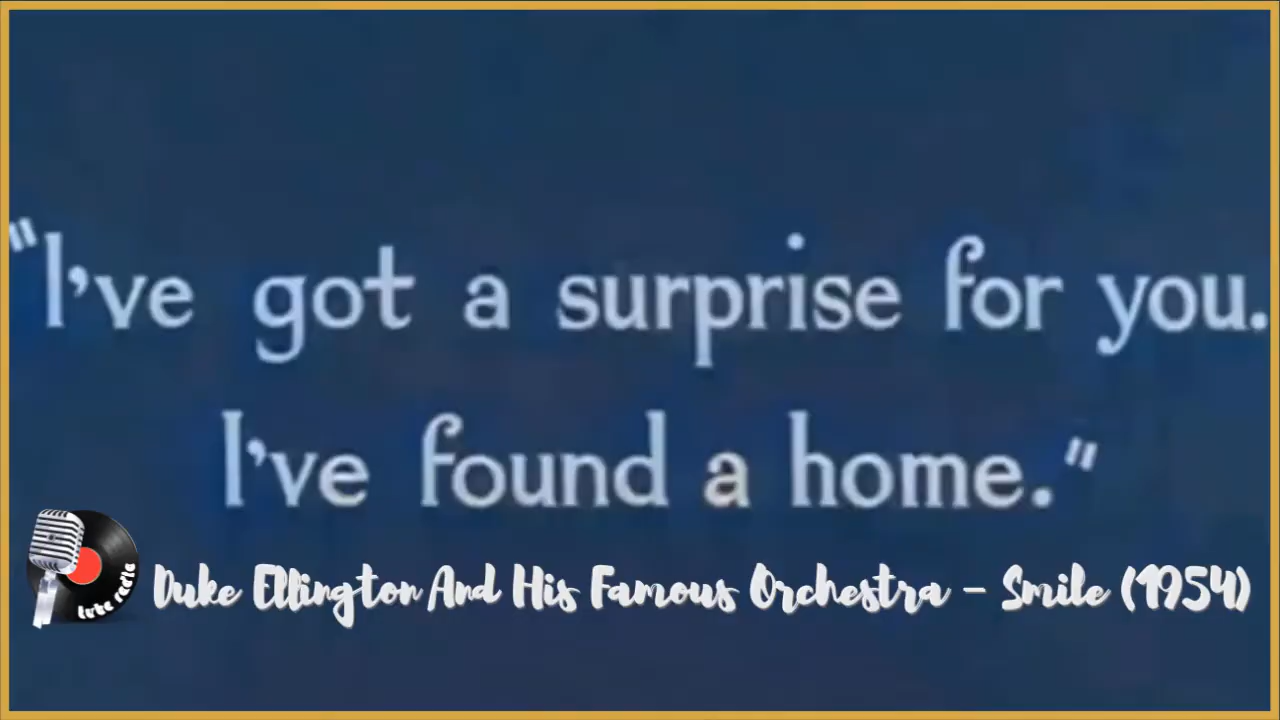 "I've got a surprise for you.
I've found a home."
Duke Ellington And His Famous Orchestra - Smile (1954)